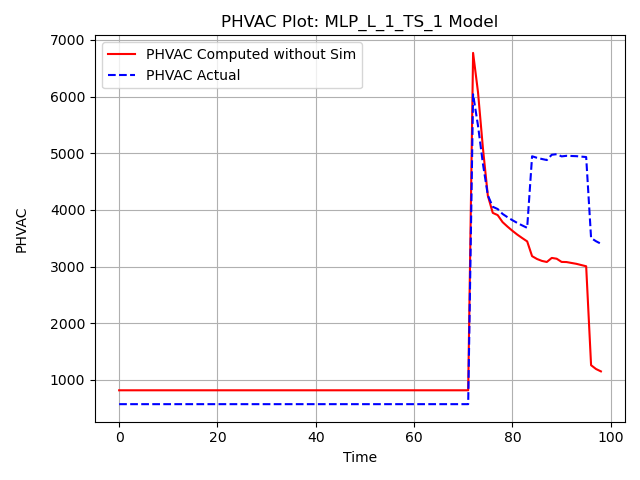 PHVAC Plot: MLP_L_1_TS_1 Model
PHVAC Computed without Sim
PHVAC Actual
PHVAC
7000
6000
5000
4000
3000
2000
1000
0 20 40 60 80 100
Time